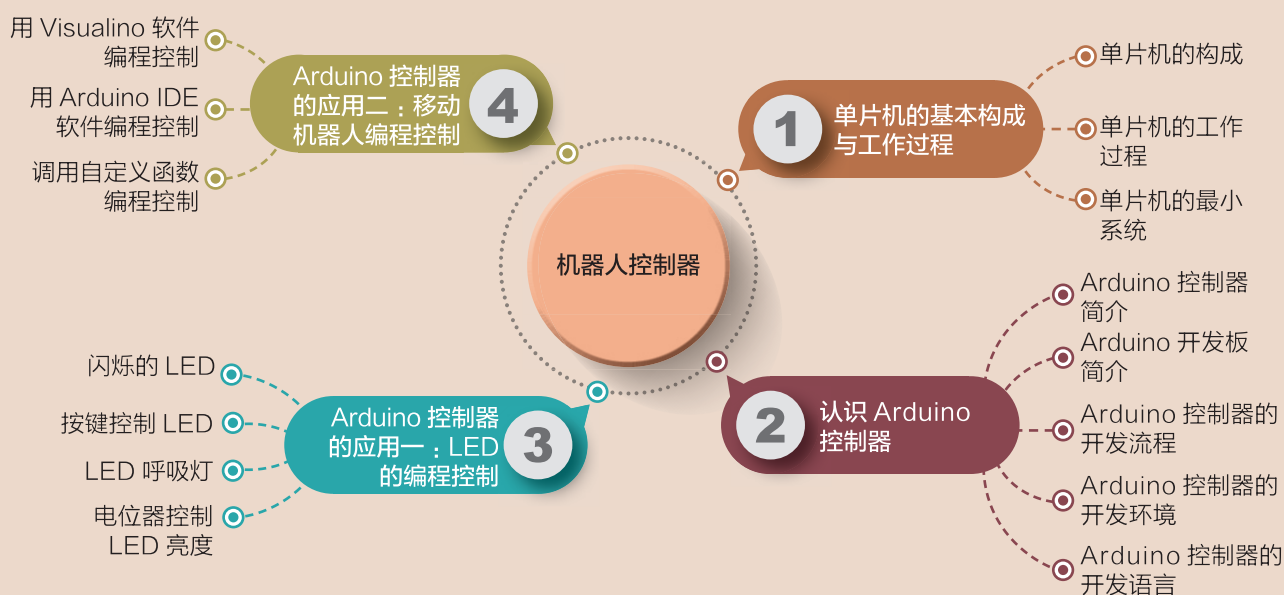 机器人控制器
1
单片机的基本构成
与工作过程
单片机的构成
单片机的工作
过程
单片机的最小
系统
2
认识 Arduino
控制器
Arduino 控制器
简介
Arduino 开发板
简介
Arduino 控制器的
开发流程
Arduino 控制器的
开发环境
Arduino 控制器的
开发语言
3
Arduino 控制器
的应用一：LED
的编程控制
闪烁的 LED
按键控制 LED
LED 呼吸灯
电位器控制
LED 亮度
4
Arduino 控制器
的应用二：移动
机器人编程控制
用 Visualino 软件
编程控制
用 Arduino IDE
软件编程控制
调用自定义函数
编程控制